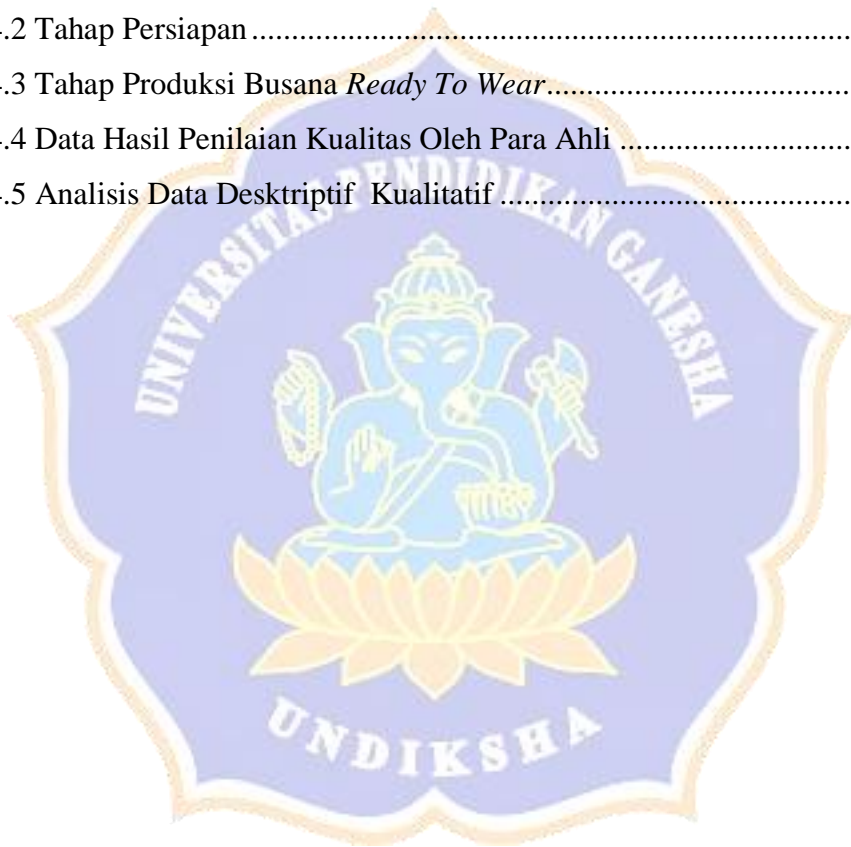 .2 Tahap Persiapan ........................................................................
.3 Tahap Produksi Busana Ready To Wear ................................
.4 Data Hasil Penilaian Kualitas Oleh Para Ahli ........................
.5 Analisis Data Desktriptif  Kualitatif .....................................
UNIVERSITAS PENDIDIKAN GANESHA
UNDIKSHA